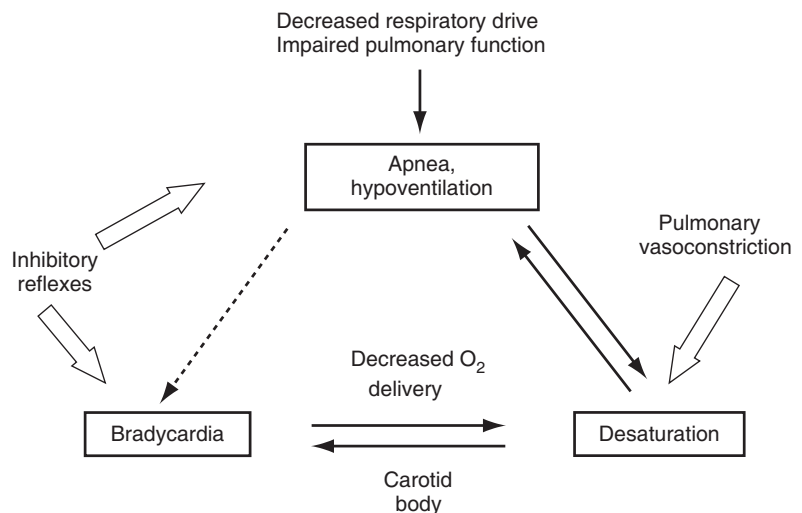 Decreased respiratory drive
Impaired pulmonary function
Apnea,
hypoventilation
Pulmonary
vasoconstriction
Inhibitory
reflexes
Decreased O₂
delivery
Bradycardia
Desaturation
Carotid
body